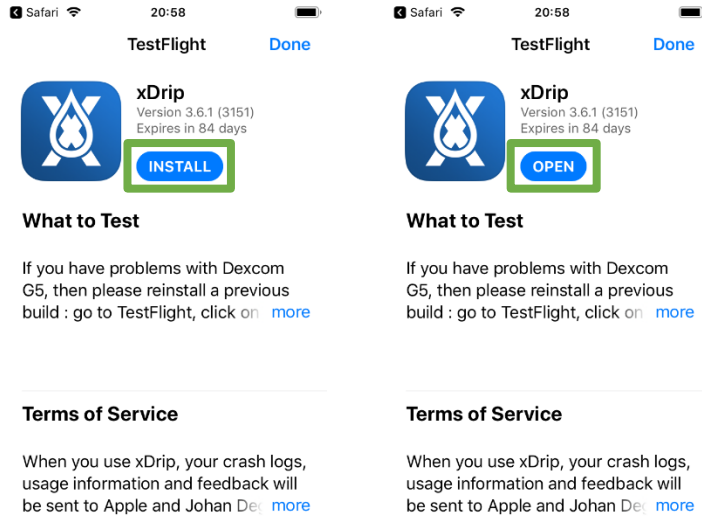 Safari 20:58
TestFlight Done
xDrip
Version 3.6.1 (3151)
Expires in 84 days
INSTALL
What to Test
If you have problems with Dexcom
G5, then please reinstall a previous
build : go to TestFlight, click on more
Terms of Service
When you use xDrip, your crash logs,
usage information and feedback will
be sent to Apple and Johan De more
Safari 20:58
TestFlight Done
xDrip
Version 3.6.1 (3151)
Expires in 84 days
OPEN
What to Test
If you have problems with Dexcom
G5, then please reinstall a previous
build : go to TestFlight, click on more
Terms of Service
When you use xDrip, your crash logs,
usage information and feedback will
be sent to Apple and Johan De more